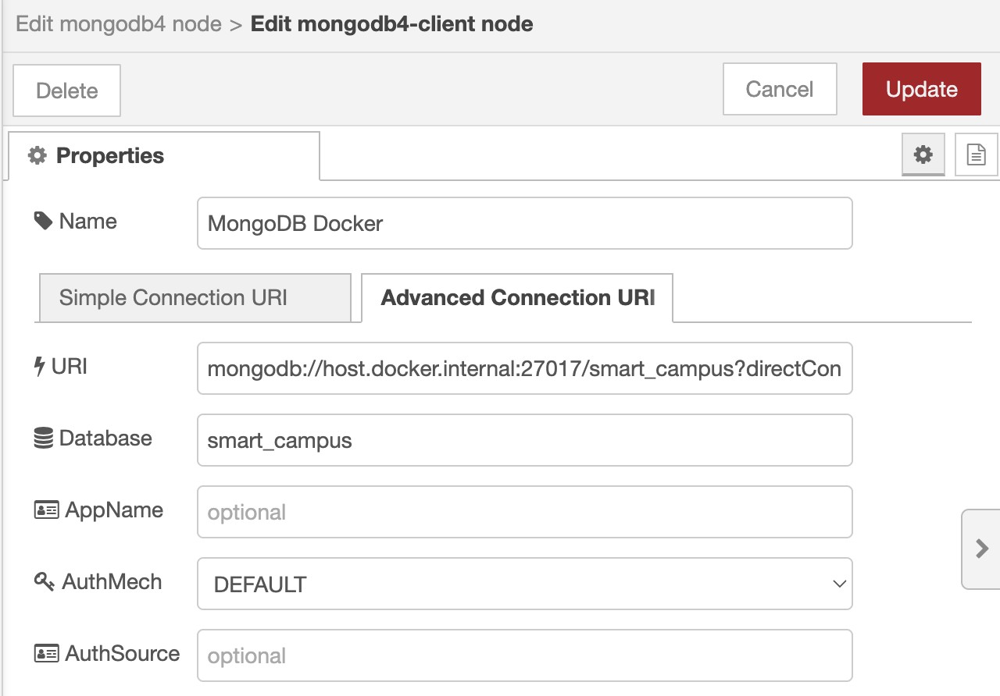 Edit mongodb4 node > Edit mongodb4-client node
Delete
Cancel
Update
Properties
Name
MongoDB Docker
Simple Connection URI
Advanced Connection URI
URI
mongodb://host.docker.internal:27017/smart_campus?directCon
Database
smart_campus
AppName
optional
AuthMech
DEFAULT
AuthSource
optional